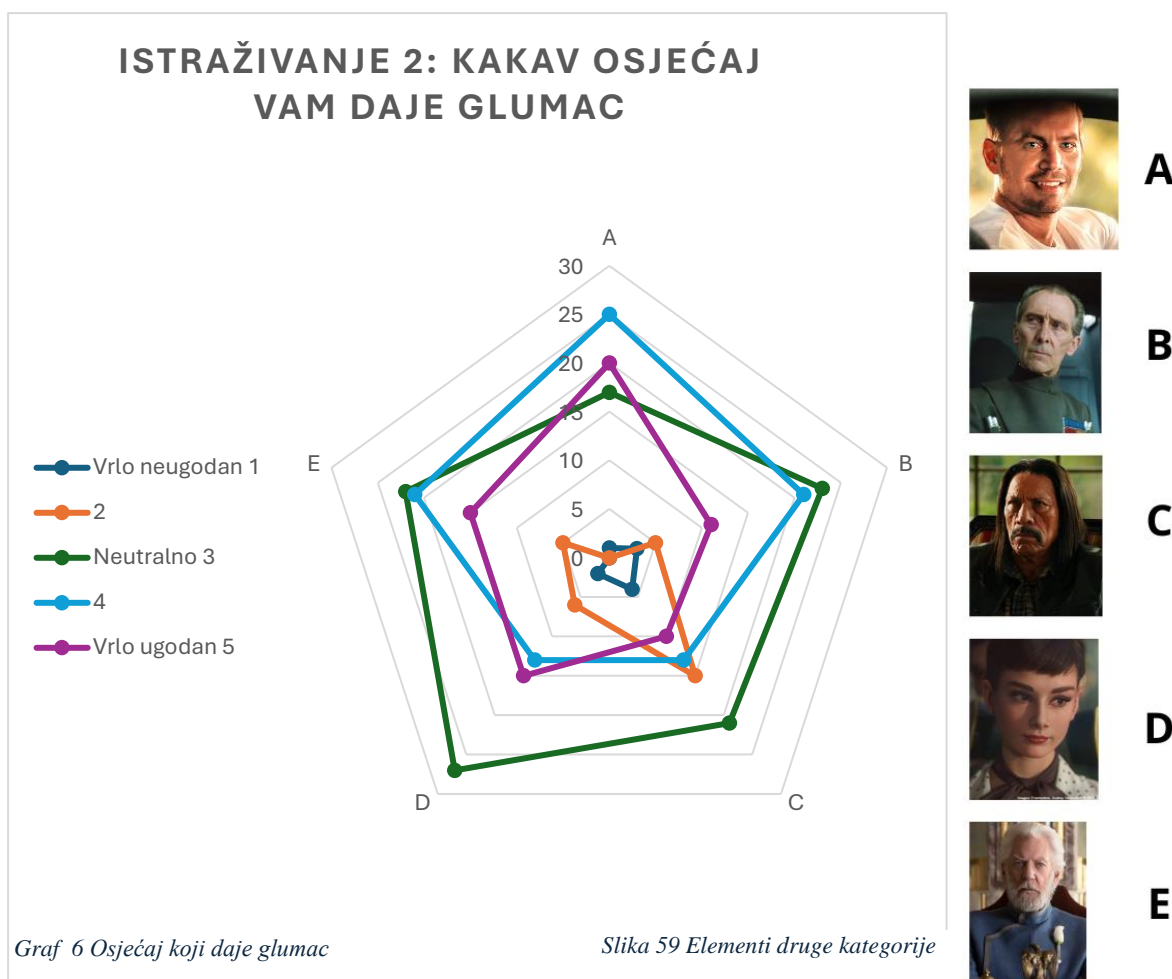 ISTRAŽIVANJE 2: KAKAV OSJEĆAJ
VAM DAJE GLUMAC
A
30
25
20
15
10
5
0
B
C
D
E
Vrlo neugodan 1
2
Neutralno 3
4
Vrlo ugodan 5
A
B
C
D
E
Graf 6 Osjećaj koji daje glumac
Slika 59 Elementi druge kategorije